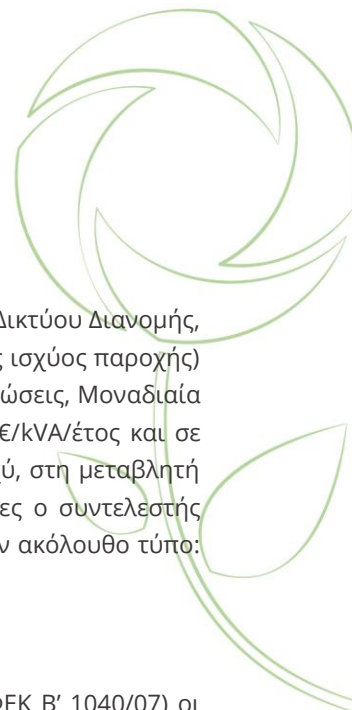 Δικτύου Διανομής,
ς ισχύος παροχής)
ώσεις, Μοναδιαία
€/kVA/έτος και σε
ύ, στη μεταβλητή
ες ο συντελεστής
ν ακόλουθο τύπο:
ΦΕΚ Β’ 1040/07) οι